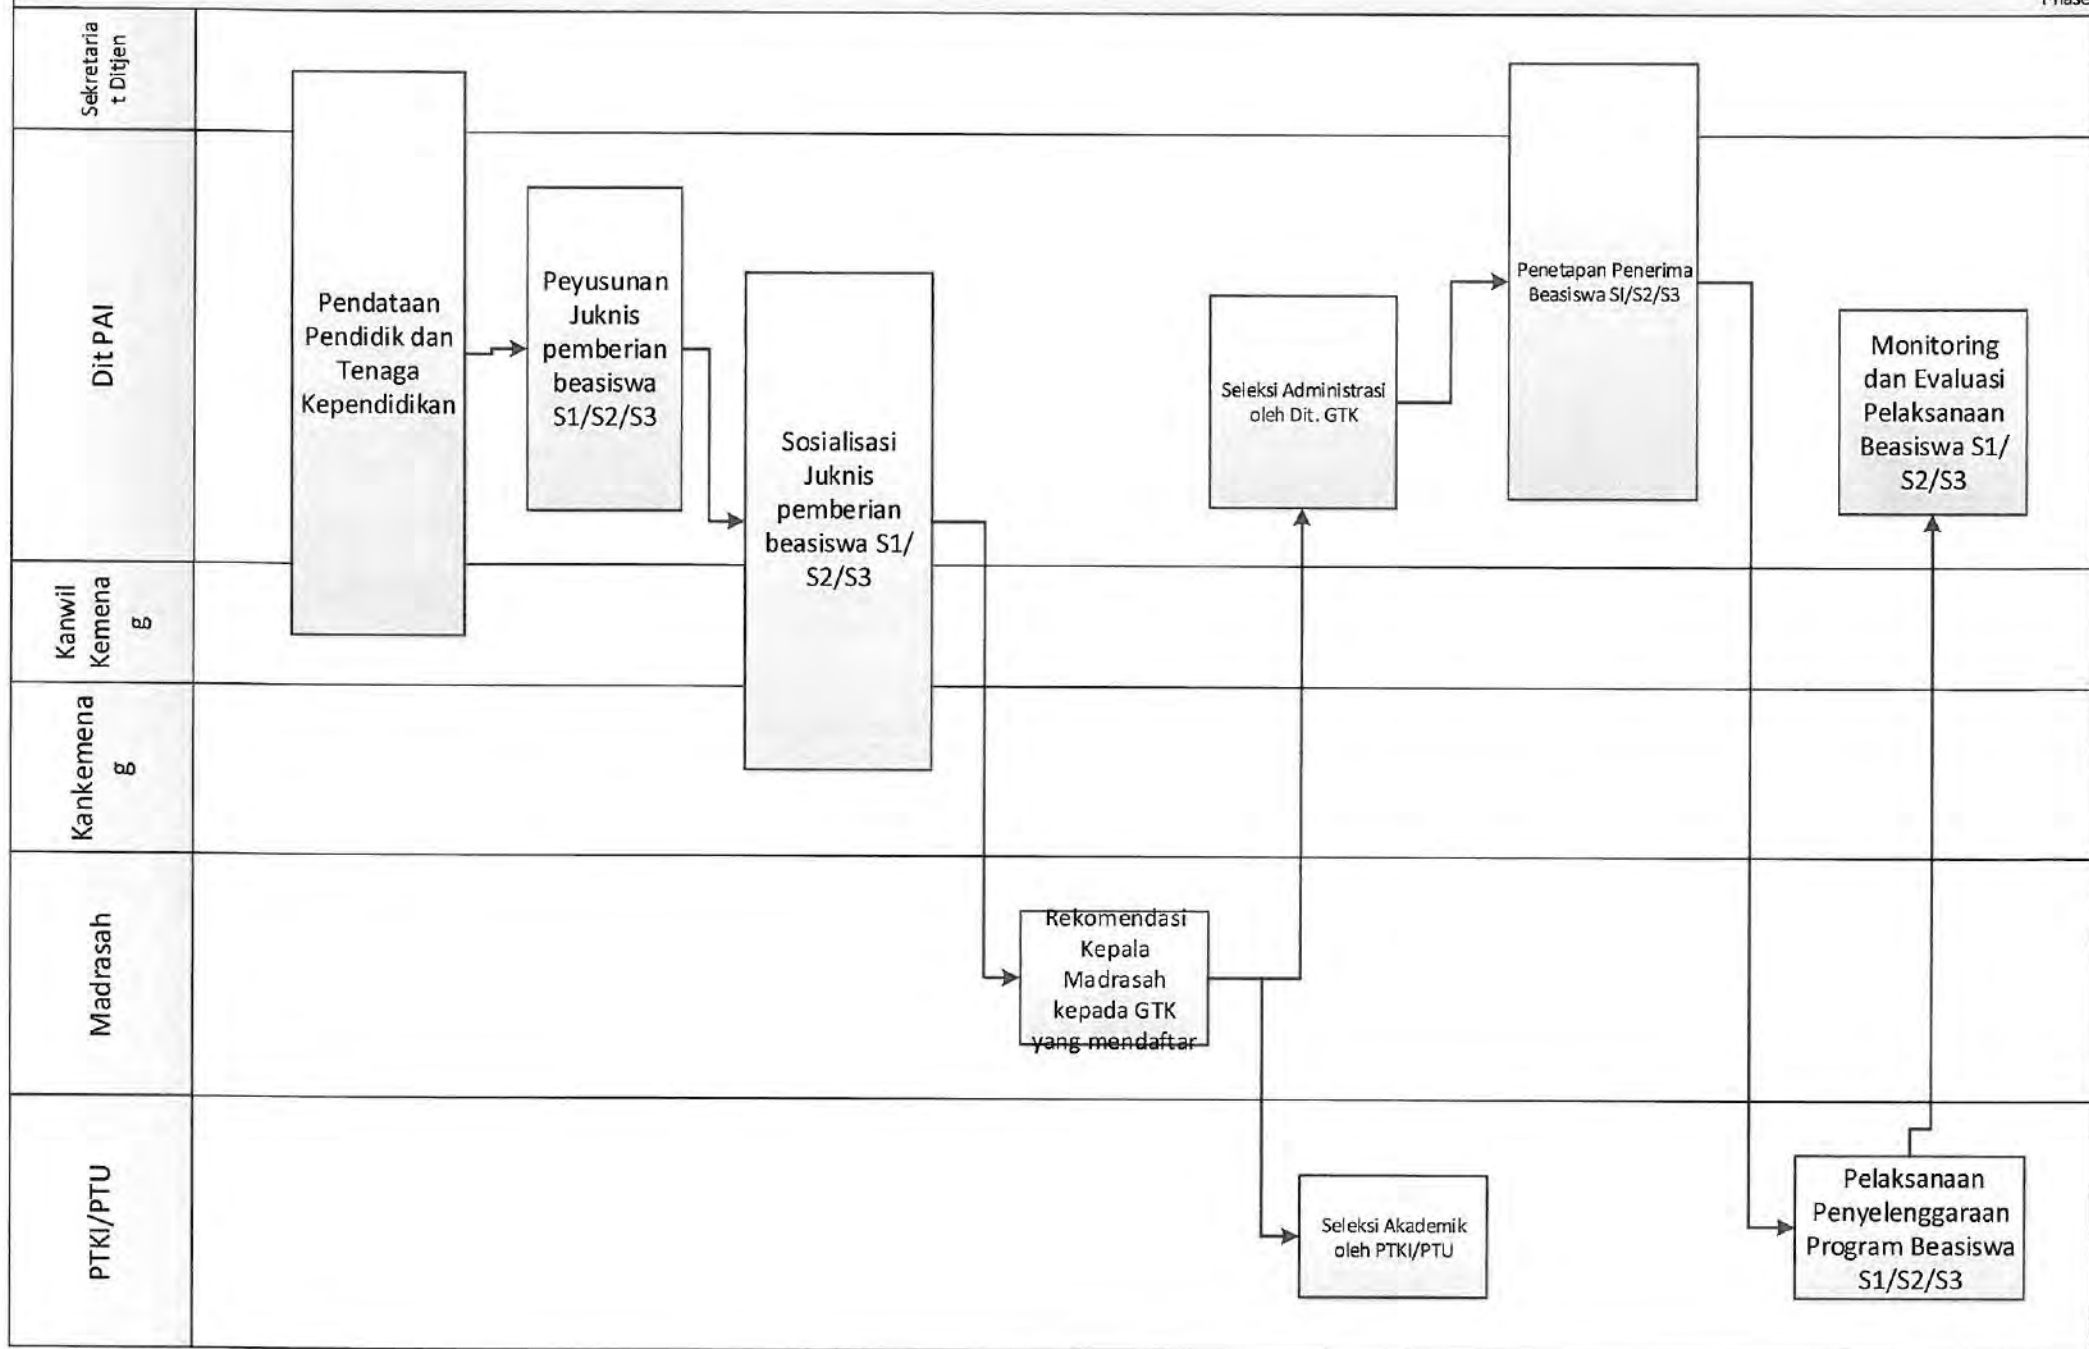 Phase
Sekretaria
t Ditjen
Dit PAI
Kanwil
Kemena
g
Kankemena
g
Madrasah
PTKI/PTU
Pendataan
Pendidik dan
Tenaga
Kependidikan
Peyusunan
Juknis
pemberian
beasiswa
S1/S2/S3
Sosialisasi
Juknis
pemberian
beasiswa S1/
S2/S3
Rekomendasi
Kepala
Madrasah
kepada GTK
yang mendaftar
Seleksi Administrasi
oleh Dit. GTK
Seleksi Akademik
oleh PTKI/PTU
Penetapan Penerima
Beasiswa SI/S2/S3
Pelaksanaan
Penyelenggaraan
Program Beasiswa
S1/S2/S3
Monitoring
dan Evaluasi
Pelaksanaan
Beasiswa S1/
S2/S3